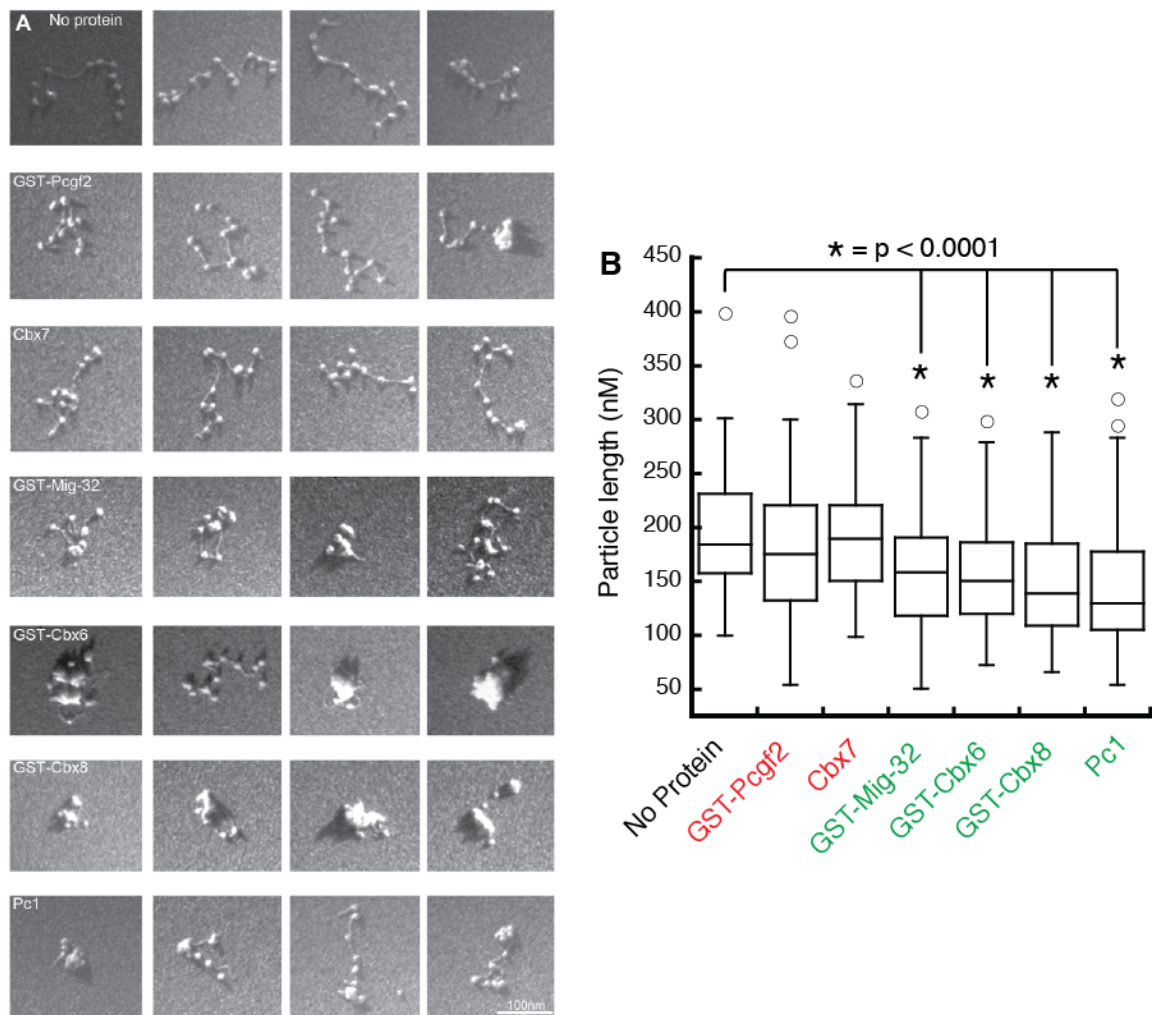 A
No protein
GST-Pcgf2
Cbx7
GST-Mig-32
GST-Cbx6
GST-Cbx8
Pc1
100nm
B
* = p < 0.0001
Particle length (nM)
450
400
350
300
250
200
150
100
50
*
*
*
*
No Protein
GST-Pcgf2
Cbx7
GST-Mig-32
GST-Cbx6
GST-Cbx8
Pc1